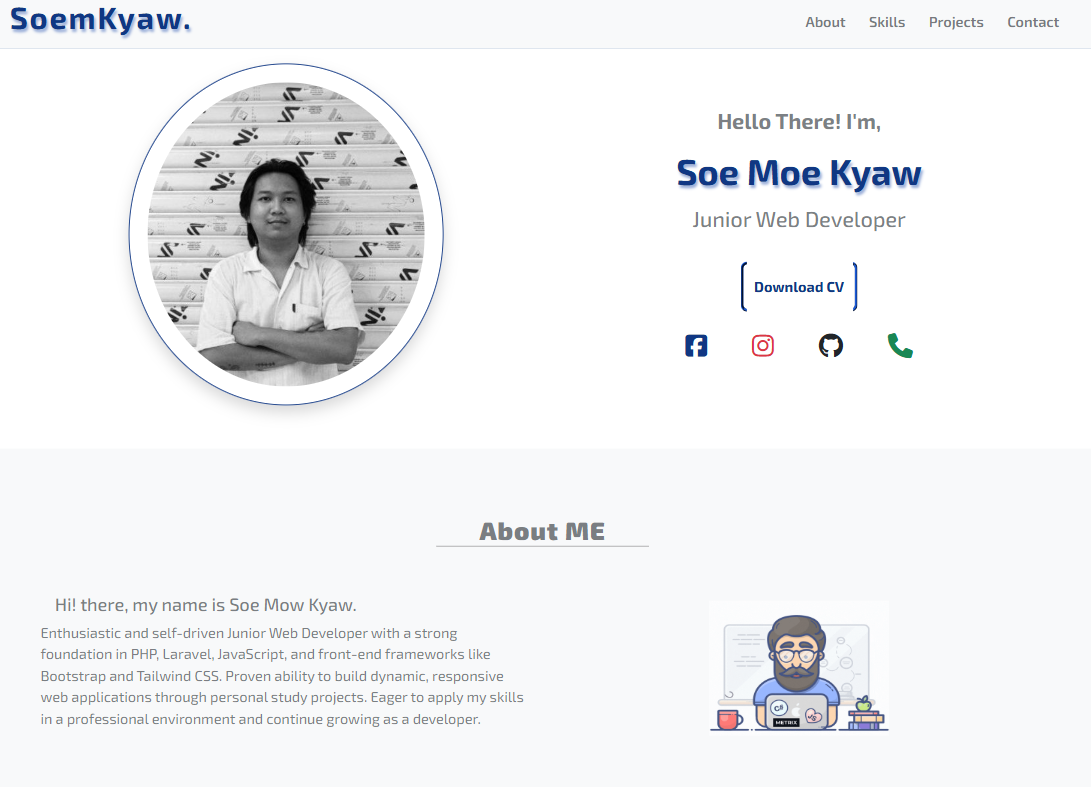 SoemKyaw.
About Skills Projects Contact
Hello There! I'm,
Soe Moe Kyaw
Junior Web Developer
Download CV
About ME
Hi! there, my name is Soe Mow Kyaw.
Enthusiastic and self-driven Junior Web Developer with a strong
foundation in PHP, Laravel, JavaScript, and front-end frameworks like
Bootstrap and Tailwind CSS. Proven ability to build dynamic, responsive
web applications through personal study projects. Eager to apply my skills
in a professional environment and continue growing as a developer.
C#
JS
METRIX